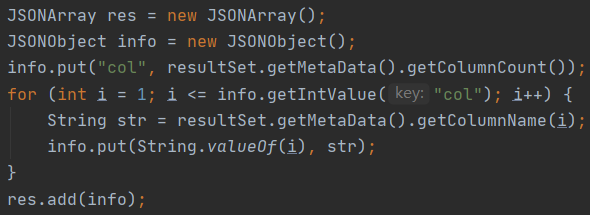 JSONArray res = new JSONArray();
JSONObject info = new JSONObject();
info.put("col", resultSet.getMetaData().getColumnCount());
for (int i = 1; i <= info.getIntValue( key: "col"); i++) {
    String str = resultSet.getMetaData().getColumnName(i);
    info.put(String.valueOf(i), str);
}
res.add(info);